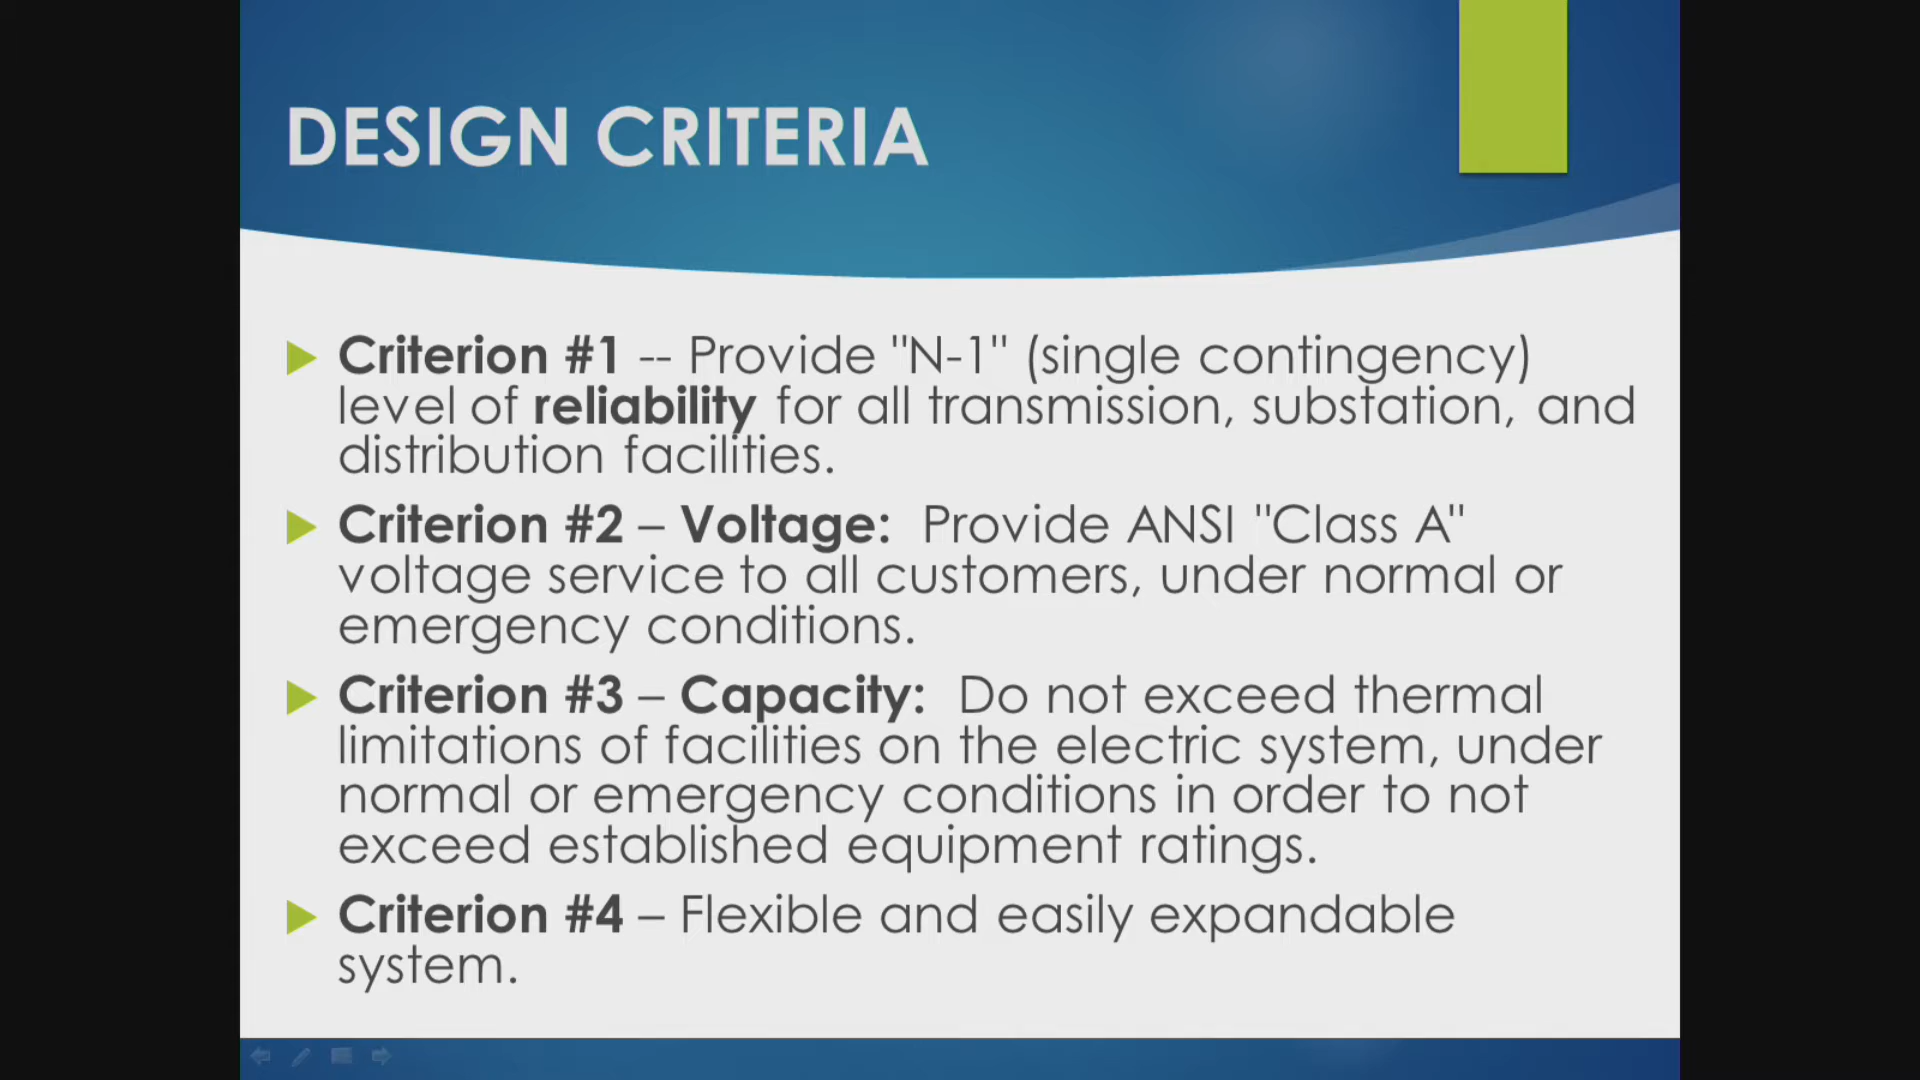 DESIGN CRITERIA
Criterion #1 -- Provide "N-1" (single contingency)
level of reliability for all transmission, substation, and
distribution facilities.
Criterion #2 – Voltage:  Provide ANSI "Class A"
voltage service to all customers, under normal or
emergency conditions.
Criterion #3 – Capacity:  Do not exceed thermal
limitations of facilities on the electric system, under
normal or emergency conditions in order to not
exceed established equipment ratings.
Criterion #4 – Flexible and easily expandable
system.